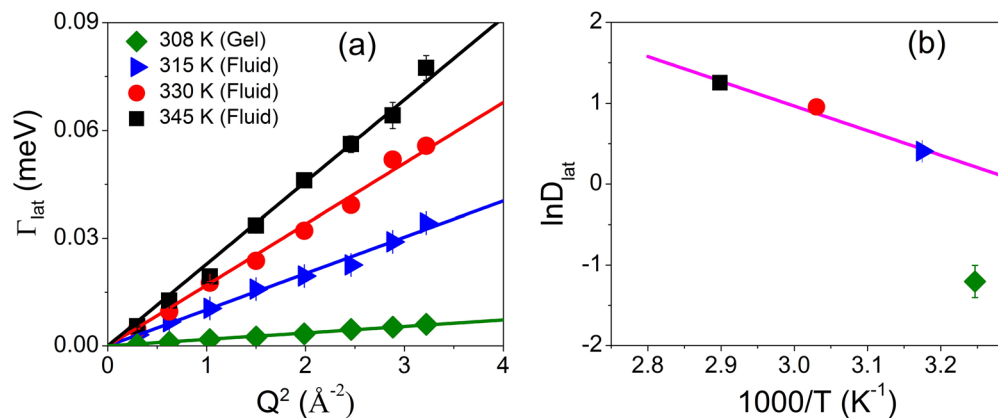 0.09
(a)
308 K (Gel)
315 K (Fluid)
330 K (Fluid)
345 K (Fluid)
0.06
0.03
0.00
Γlat (meV)
0 1 2 3 4
Q² (Å⁻²)
2
(b)
1
0
-1
-2
lnDlat
2.8 2.9 3.0 3.1 3.2
1000/T (K⁻¹)